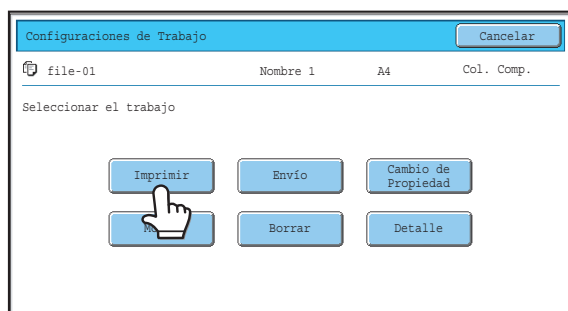 Configuraciones de Trabajo
Cancelar
file-01 Nombre 1 A4 Col. Comp.
Seleccionar el trabajo
Imprimir
Envío
Cambio de
Propiedad
Borrar
Detalle